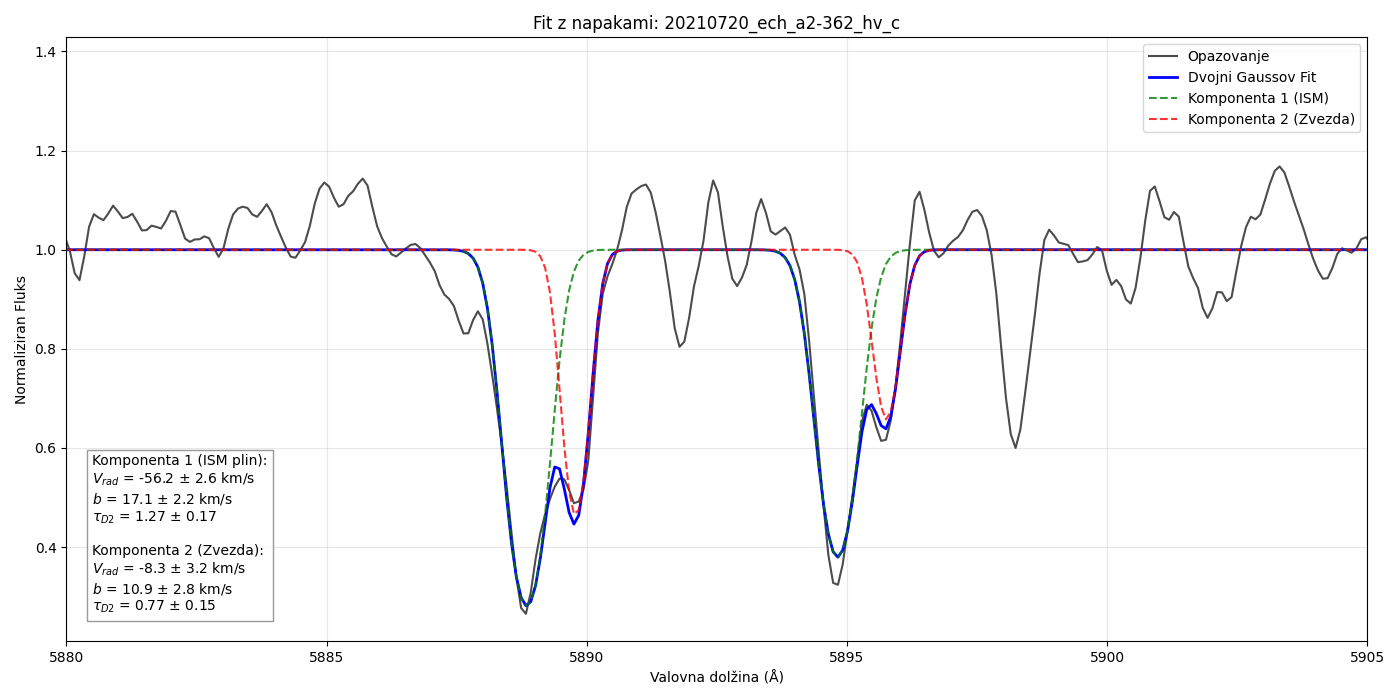 Fit z napakami: 20210720_ech_a2-362_hv_c
1.4
1.2
1.0
0.8
0.6
0.4
Normaliziran Fluks
Opazovanje
Dvojni Gaussov Fit
Komponenta 1 (ISM)
Komponenta 2 (Zvezda)
Komponenta 1 (ISM plin):
V_rad = -56.2 ± 2.6 km/s
b = 17.1 ± 2.2 km/s
τ_D2 = 1.27 ± 0.17
Komponenta 2 (Zvezda):
V_rad = -8.3 ± 3.2 km/s
b = 10.9 ± 2.8 km/s
τ_D2 = 0.77 ± 0.15
5880 5885 5890 5895 5900 5905
Valovna dolžina (Å)